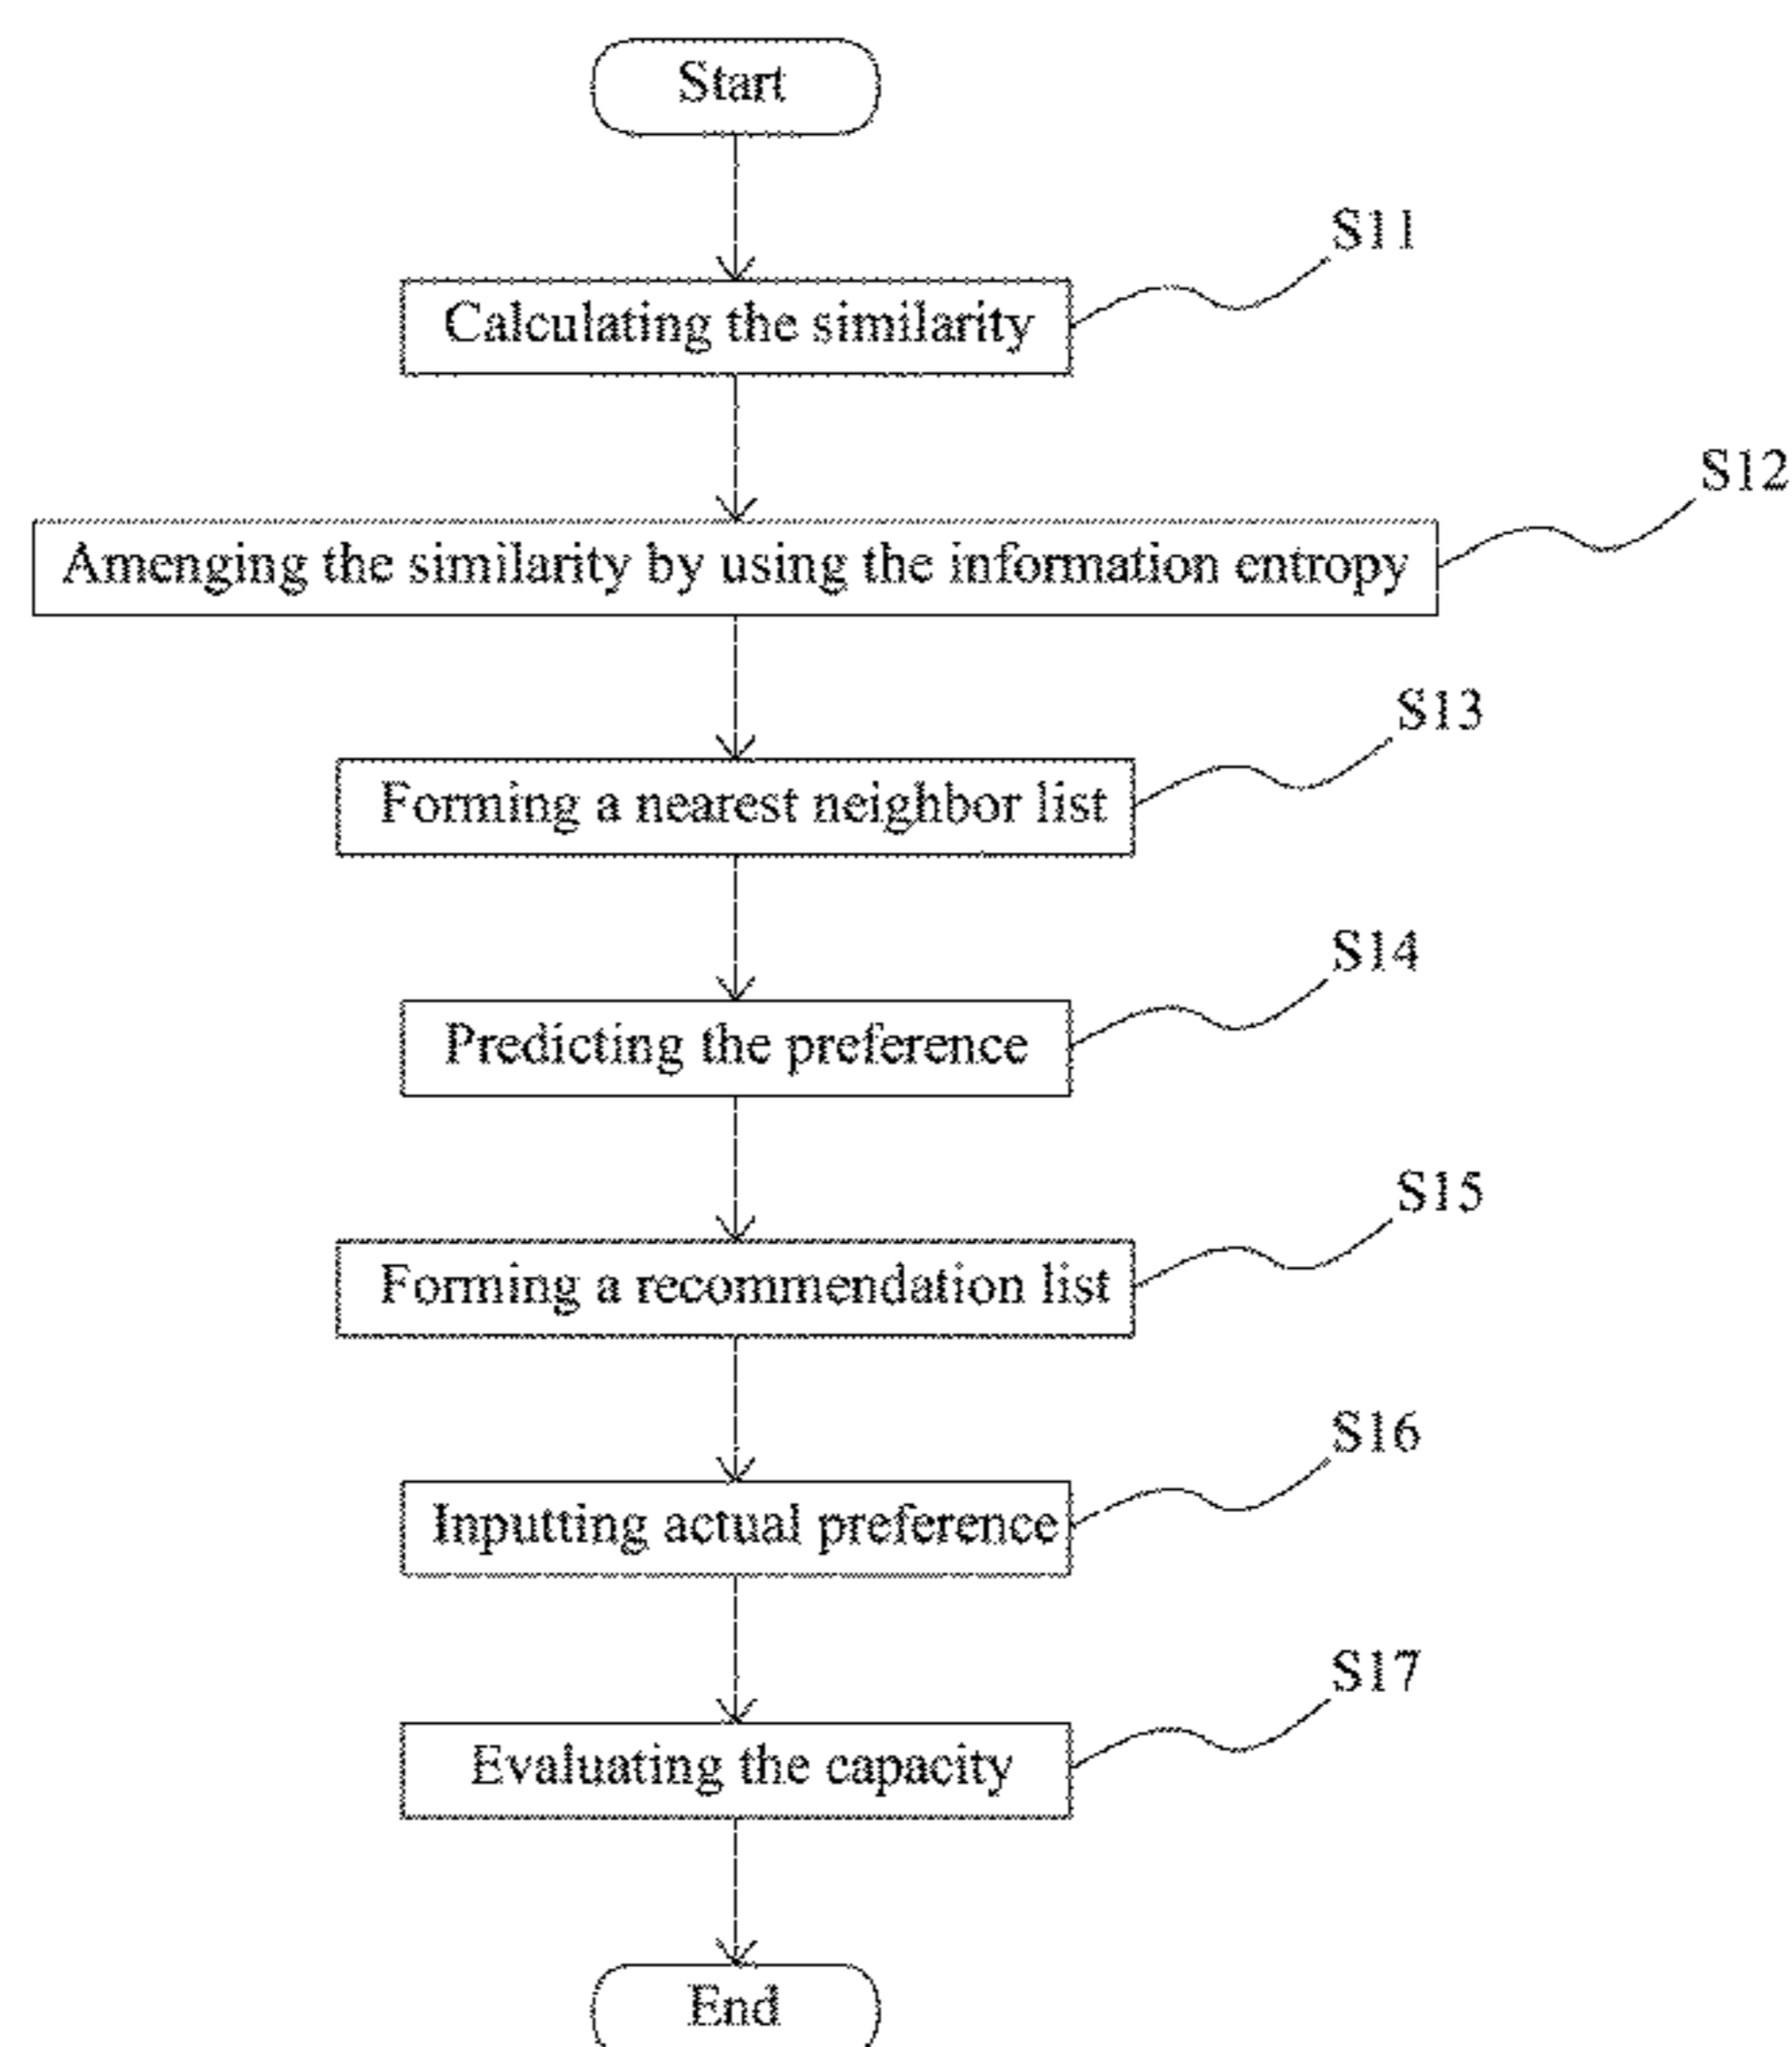 Start
S11
Calculating the similarity
S12
Amenging the similarity by using the information entropy
S13
Forming a nearest neighbor list
S14
Predicting the preference
S15
Forming a recommendation list
S16
Inputting actual preference
S17
Evaluating the capacity
End